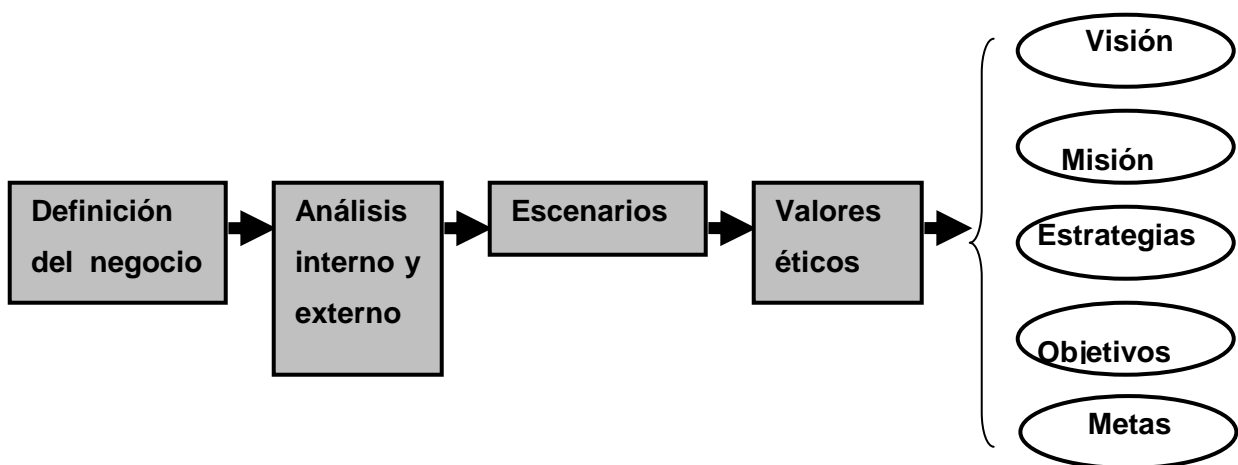 Definición
del negocio
Análisis
interno y
externo
Escenarios
Valores
éticos
Visión
Misión
Estrategias
Objetivos
Metas